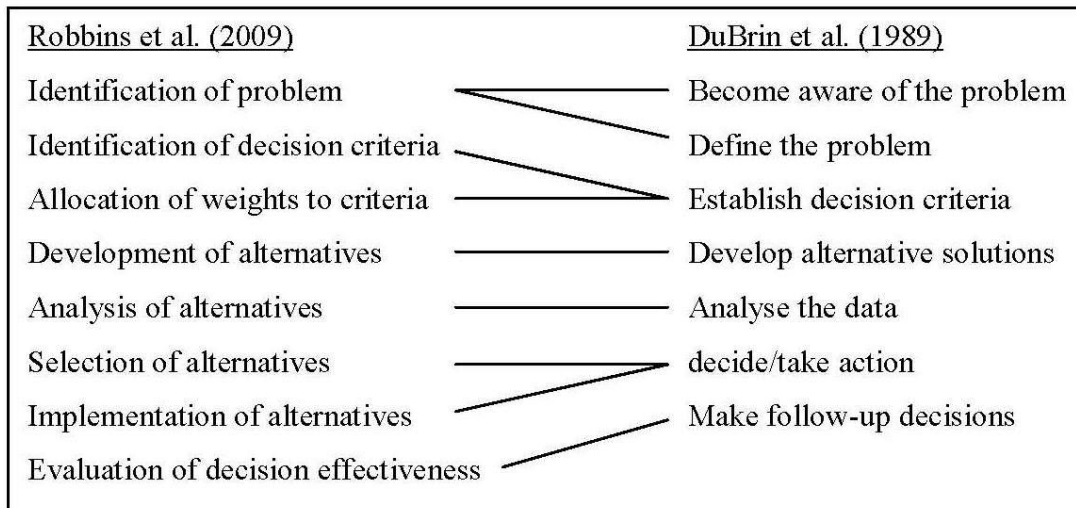 Robbins et al. (2009)
Identification of problem
Identification of decision criteria
Allocation of weights to criteria
Development of alternatives
Analysis of alternatives
Selection of alternatives
Implementation of alternatives
Evaluation of decision effectiveness
DuBrin et al. (1989)
Become aware of the problem
Define the problem
Establish decision criteria
Develop alternative solutions
Analyse the data
decide/take action
Make follow-up decisions